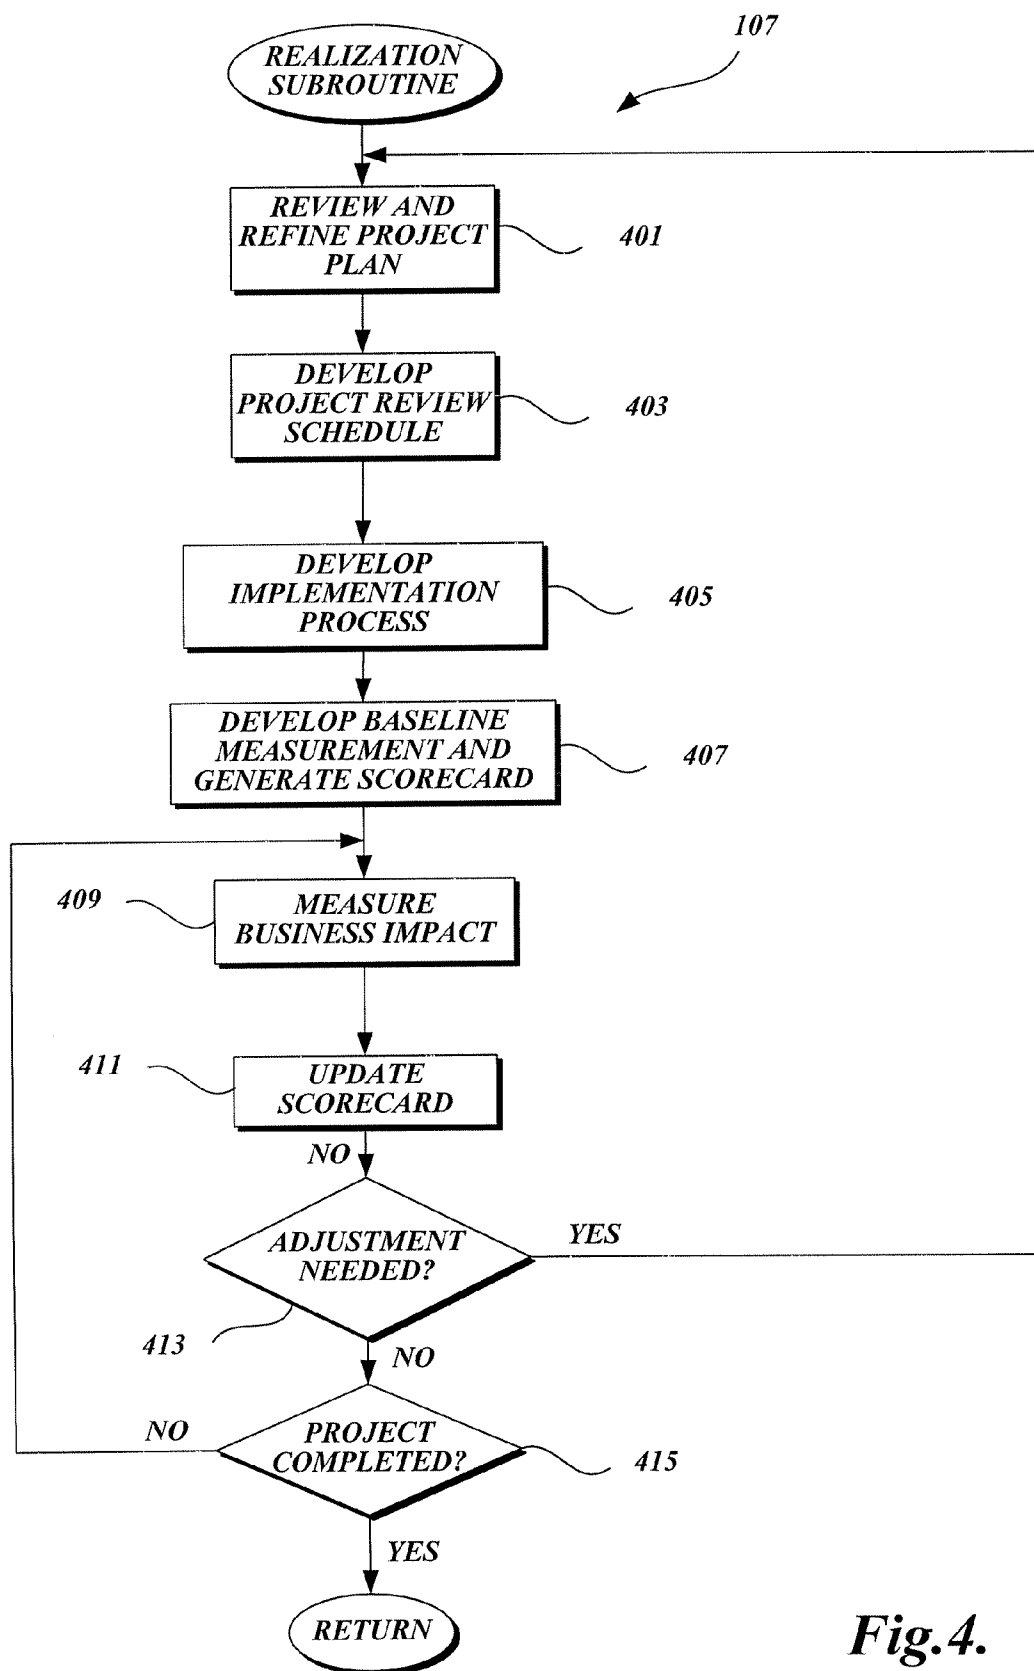 107
REALIZATION
SUBROUTINE
REVIEW AND
REFINE PROJECT
PLAN
401
DEVELOP
PROJECT REVIEW
SCHEDULE
403
DEVELOP
IMPLEMENTATION
PROCESS
405
DEVELOP BASELINE
MEASUREMENT AND
GENERATE SCORECARD
407
409
MEASURE
BUSINESS IMPACT
411
UPDATE
SCORECARD
NO
ADJUSTMENT
NEEDED?
YES
413
NO
NO
PROJECT
COMPLETED?
415
YES
RETURN
Fig.4.